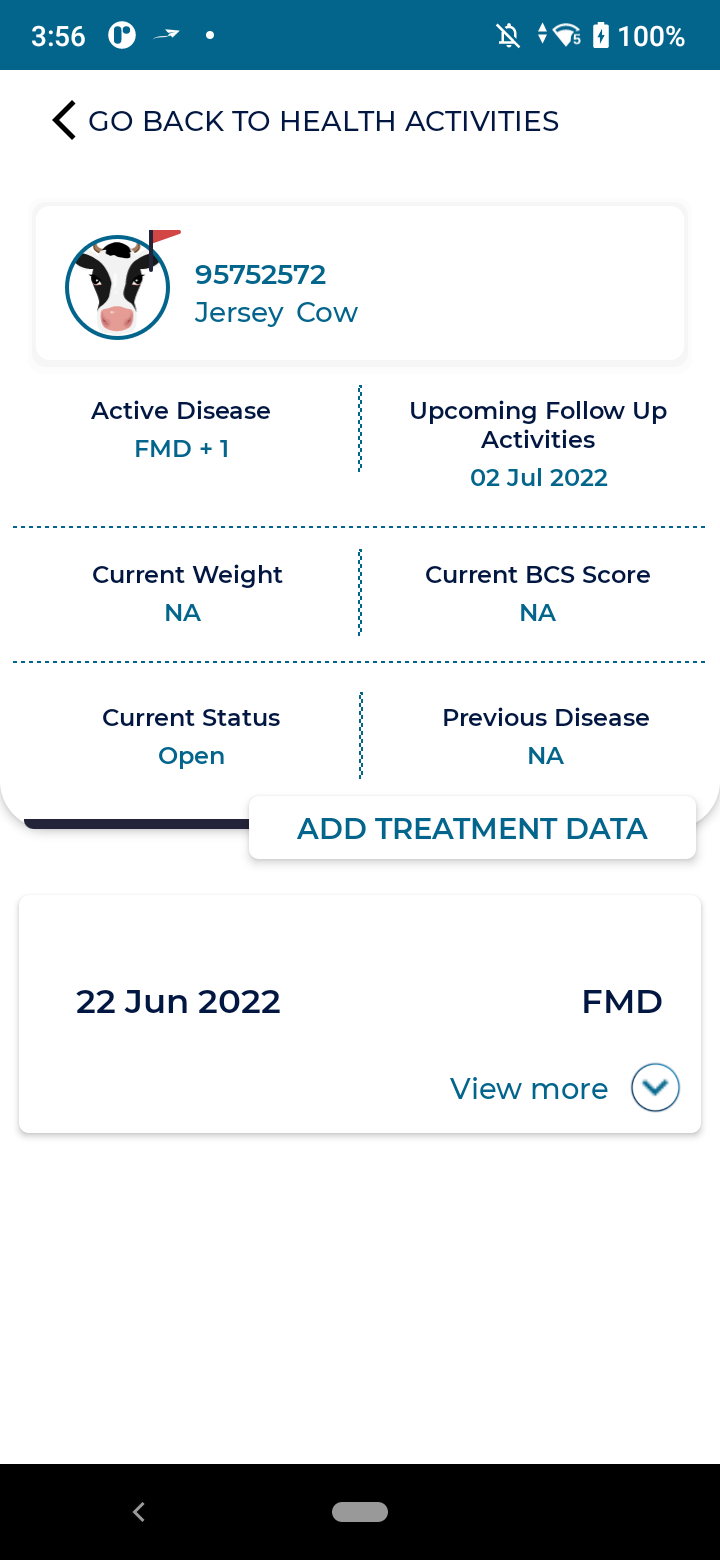 3:56
5 100%
GO BACK TO HEALTH ACTIVITIES
95752572
Jersey Cow
Active Disease
FMD + 1
Upcoming Follow Up
Activities
02 Jul 2022
Current Weight
NA
Current BCS Score
NA
Current Status
Open
Previous Disease
NA
ADD TREATMENT DATA
22 Jun 2022
FMD
View more